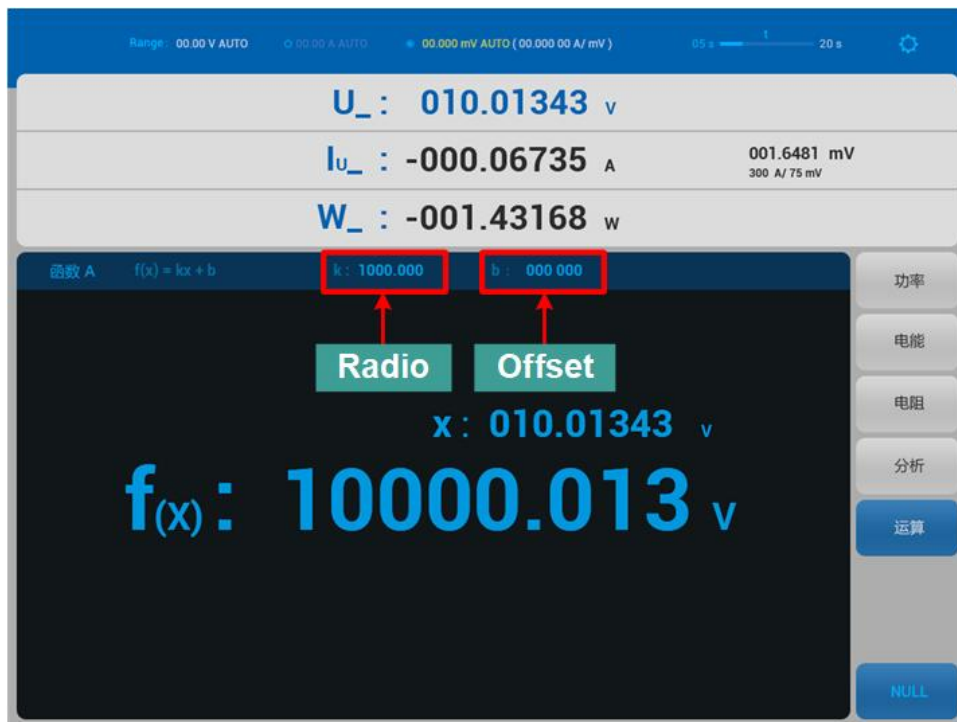 Range: 00.00 V AUTO 00.00 A AUTO 00.000 mV AUTO ( 00.000 00 A/ mV ) 05 s t 20 s
U_ : 010.01343 V
IU_ : -000.06735 A 001.6481 mV
300 A/ 75 mV
W_ : -001.43168 W
函数 A f(x) = kx + b k : 1000.000 b : 000 000
功率
电能
Radio Offset
电阻
x : 010.01343 V
分析
f(x) : 10000.013 V
运算
NULL